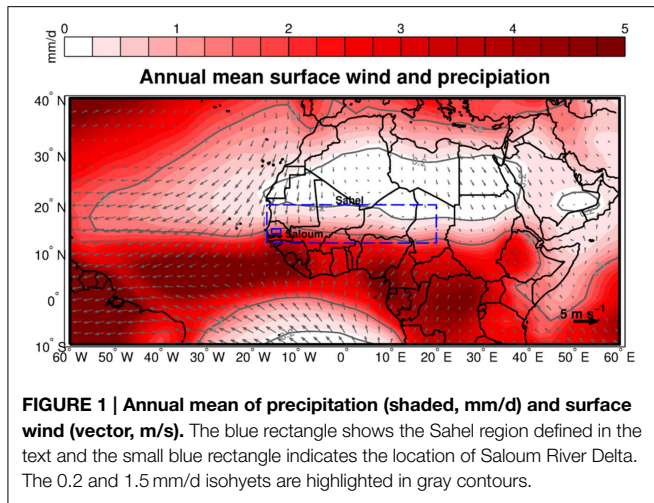 0 1 2 3 4 5
mm/d
Annual mean surface wind and precipiation
40° N
30° N
20° N
10° N
0°
10° S
Sahel
Saloum
0.2
5 m s⁻¹
60° W 50° W 40° W 30° W 20° W 10° W 0° E 10° E 20° E 30° E 40° E 50° E 60° E
FIGURE 1 | Annual mean of precipitation (shaded, mm/d) and surface
wind (vector, m/s). The blue rectangle shows the Sahel region defined in the
text and the small blue rectangle indicates the location of Saloum River Delta.
The 0.2 and 1.5 mm/d isohyets are highlighted in gray contours.